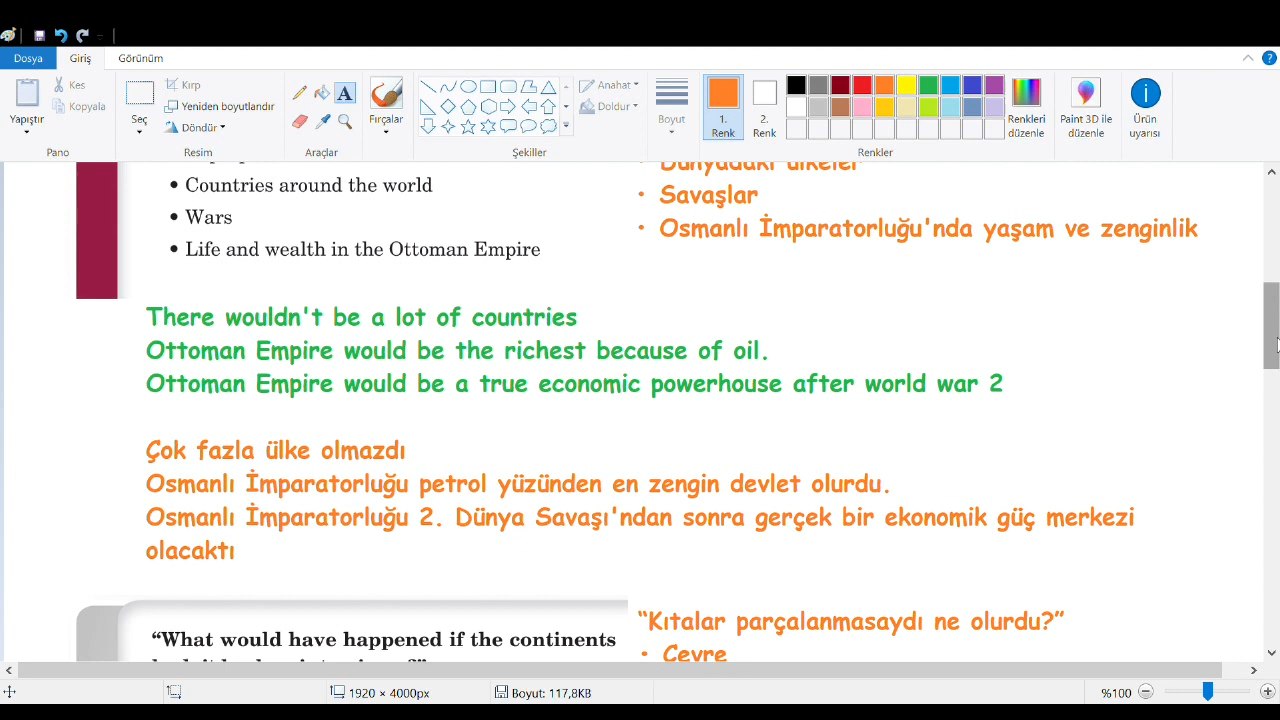 Dosya Giriş Görünüm
Yapıştır
Kes
Kopyala
Pano
Seç
Kırp
Yeniden boyutlandır
Döndür
Resim
A
Araçlar
Fırçalar
Anahat
Doldur
Şekiller
Boyut
1. Renk
2. Renk
Renkleri düzenle
Renkler
Paint 3D ile düzenle
Ürün uyarısı
• Countries around the world
• Wars
• Life and wealth in the Ottoman Empire
• Dünyadaki ülkeler
• Savaşlar
• Osmanlı İmparatorluğu'nda yaşam ve zenginlik
There wouldn't be a lot of countries
Ottoman Empire would be the richest because of oil.
Ottoman Empire would be a true economic powerhouse after world war 2
Çok fazla ülke olmazdı
Osmanlı İmparatorluğu petrol yüzünden en zengin devlet olurdu.
Osmanlı İmparatorluğu 2. Dünya Savaşı'ndan sonra gerçek bir ekonomik güç merkezi
olacaktı
“What would have happened if the continents
“Kıtalar parçalanmasaydı ne olurdu?”
• Çevre
1920 × 4000px
Boyut: 117,8KB
%100